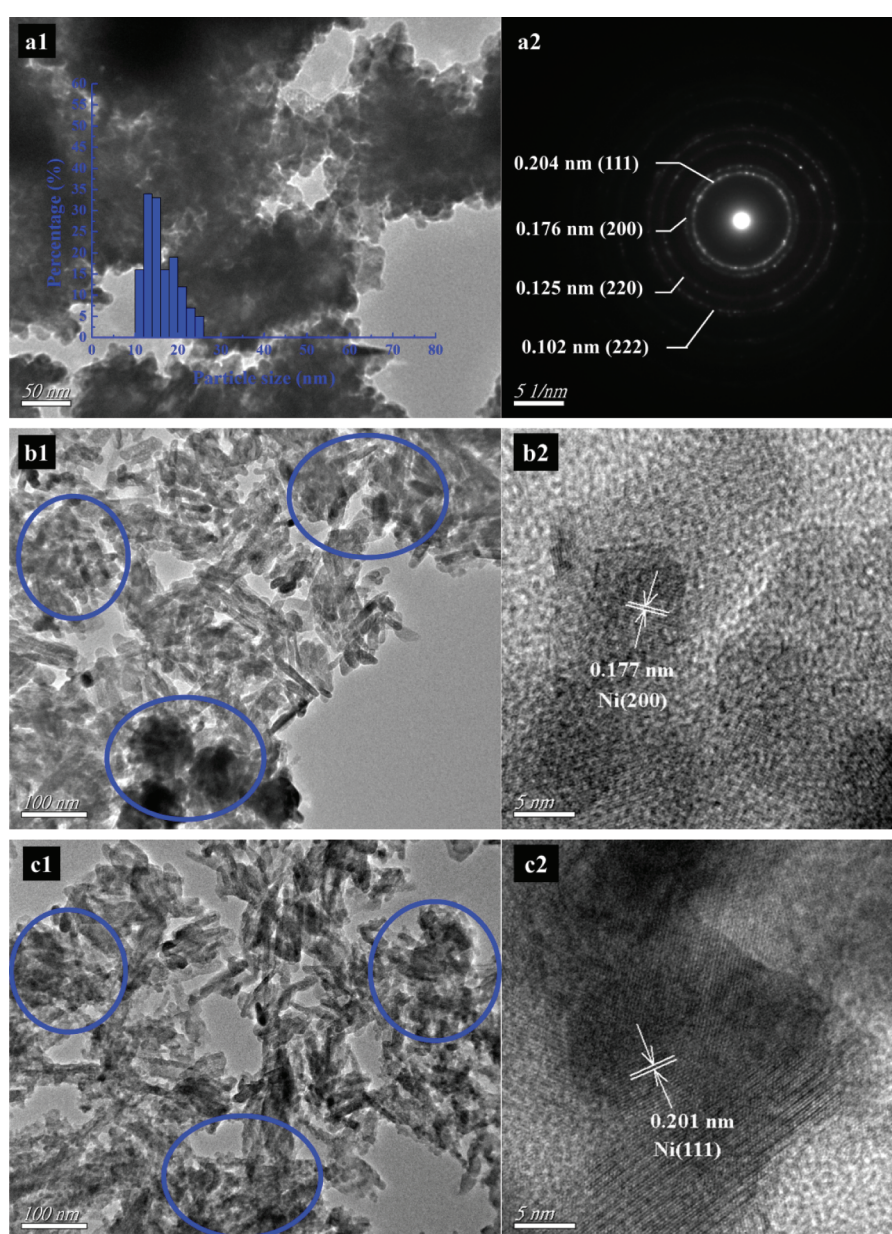 a1
60
55
50
45
40
35
30
25
20
15
10
5
0
Percentage (%)
0 10 20 30 40 50 60 70 80
Particle size (nm)
50 nm
a2
0.204 nm (111)
0.176 nm (200)
0.125 nm (220)
0.102 nm (222)
5 1/nm
b1
100 nm
b2
0.177 nm
Ni(200)
5 nm
c1
100 nm
c2
0.201 nm
Ni(111)
5 nm